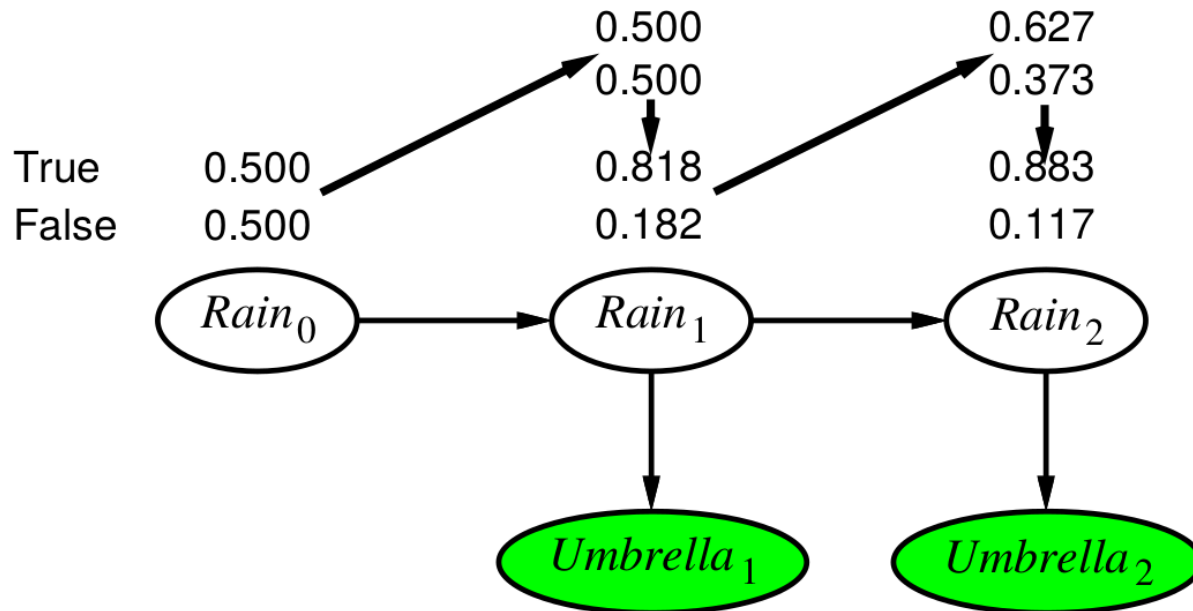 0.500 0.627
0.500 0.373
True 0.500 0.818 0.883
False 0.500 0.182 0.117
Rain0 Rain1 Rain2
Umbrella1 Umbrella2